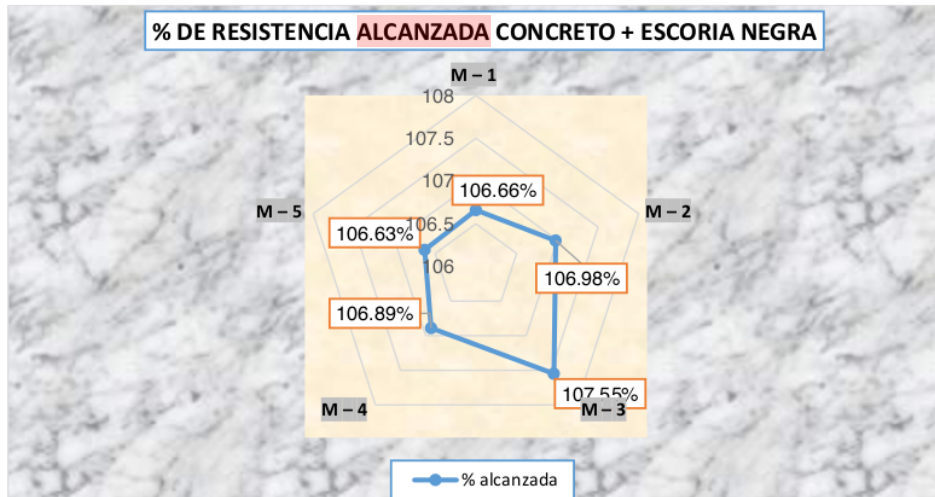 % DE RESISTENCIA ALCANZADA CONCRETO + ESCORIA NEGRA
M – 1
108
107.5
107
106.66%
M – 5
M – 2
106.5
106.63%
106
106.98%
106.89%
107.55%
M – 4
M – 3
% alcanzada